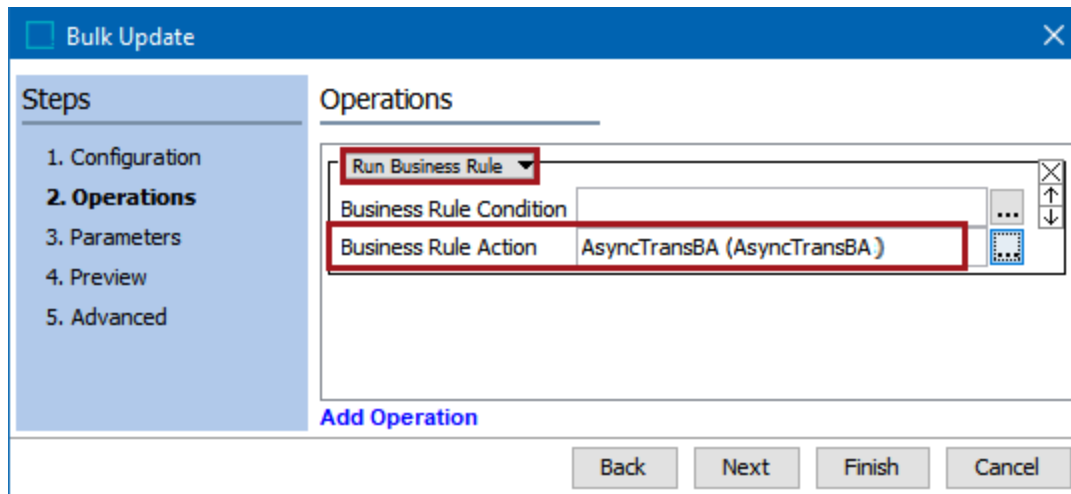 Bulk Update
Steps
1. Configuration
2. Operations
3. Parameters
4. Preview
5. Advanced
Operations
Run Business Rule
Business Rule Condition
...
Business Rule Action AsyncTransBA (AsyncTransBA )
...
Add Operation
Back Next Finish Cancel